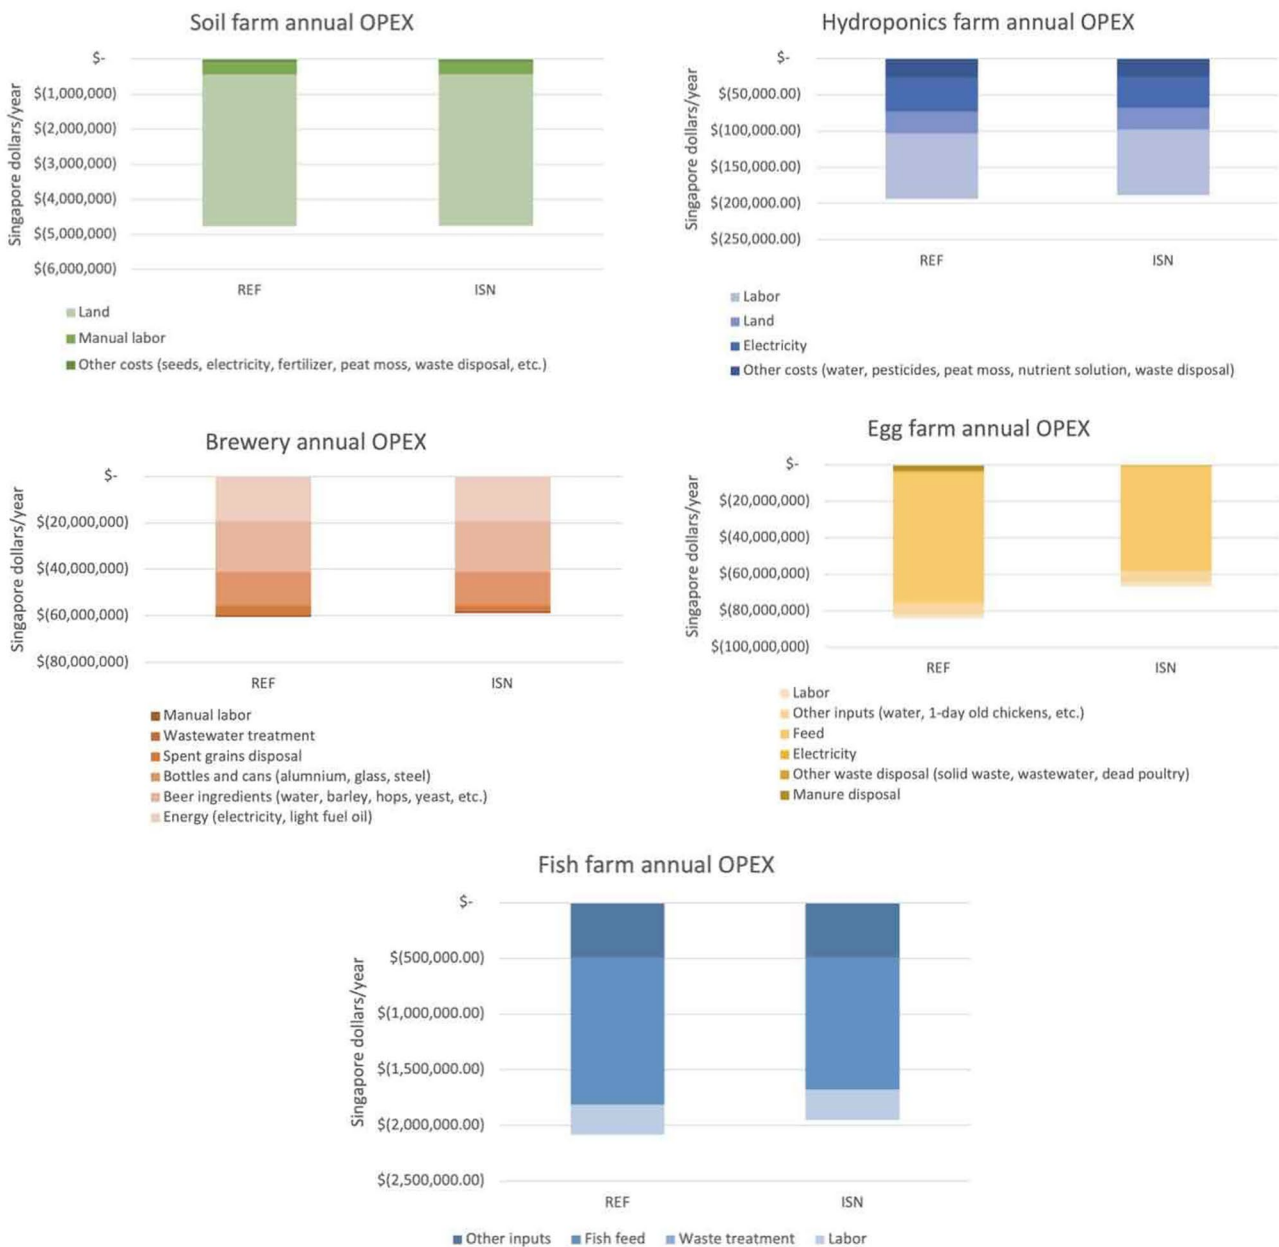 Soil farm annual OPEX
Singapore dollars/year
$-
$(1,000,000)
$(2,000,000)
$(3,000,000)
$(4,000,000)
$(5,000,000)
$(6,000,000)
REF
ISN
Land
Manual labor
Other costs (seeds, electricity, fertilizer, peat moss, waste disposal, etc.)
Hydroponics farm annual OPEX
Singapore dollars/year
$-
$(50,000.00)
$(100,000.00)
$(150,000.00)
$(200,000.00)
$(250,000.00)
REF
ISN
Labor
Land
Electricity
Other costs (water, pesticides, peat moss, nutrient solution, waste disposal)
Brewery annual OPEX
Singapore dollars/year
$-
$(20,000,000)
$(40,000,000)
$(60,000,000)
$(80,000,000)
REF
ISN
Manual labor
Wastewater treatment
Spent grains disposal
Bottles and cans (alumnium, glass, steel)
Beer ingredients (water, barley, hops, yeast, etc.)
Energy (electricity, light fuel oil)
Egg farm annual OPEX
Singapore dollars/year
$-
$(20,000,000)
$(40,000,000)
$(60,000,000)
$(80,000,000)
$(100,000,000)
REF
ISN
Labor
Other inputs (water, 1-day old chickens, etc.)
Feed
Electricity
Other waste disposal (solid waste, wastewater, dead poultry)
Manure disposal
Fish farm annual OPEX
Singapore dollars/year
$-
$(500,000.00)
$(1,000,000.00)
$(1,500,000.00)
$(2,000,000.00)
$(2,500,000.00)
REF
ISN
Other inputs
Fish feed
Waste treatment
Labor